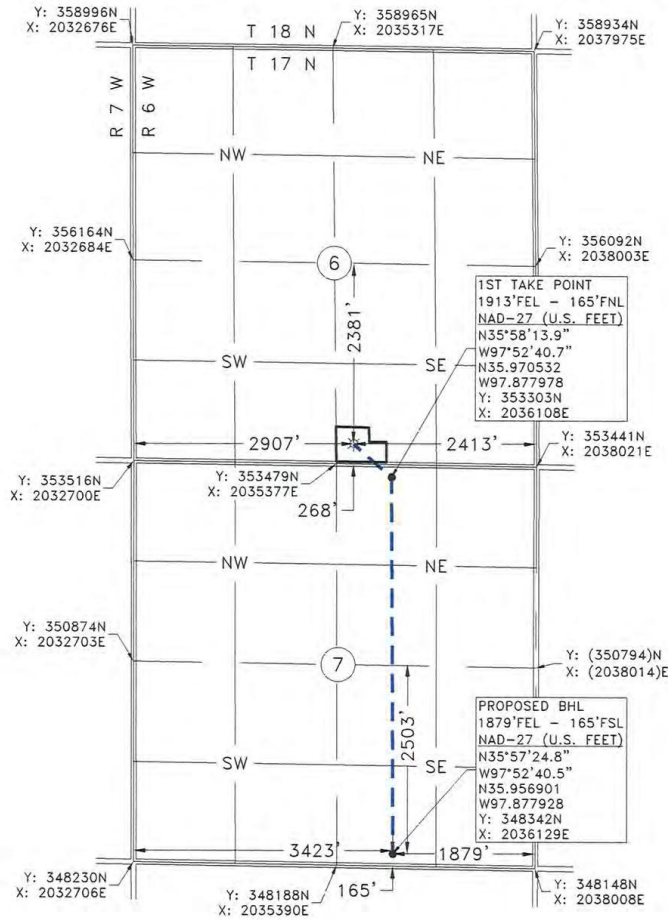 Y: 358996N
X: 2032676E
Y: 358965N
X: 2035317E
Y: 358934N
X: 2037975E
T 18 N
T 17 N
R 7 W
R 6 W
NW
NE
Y: 356164N
X: 2032684E
6
Y: 356092N
X: 2038003E
1ST TAKE POINT
1913'FEL - 165'FNL
NAD-27 (U.S. FEET)
N35°58'13.9"
W97°52'40.7"
N35.970532
W97.877978
Y: 353303N
X: 2036108E
2381'
SW
SE
2907'
2413'
Y: 353516N
X: 2032700E
Y: 353479N
X: 2035377E
Y: 353441N
X: 2038021E
268'
NW
NE
Y: 350874N
X: 2032703E
7
Y: (350794)N
X: (2038014)E
2503'
PROPOSED BHL
1879'FEL - 165'FSL
NAD-27 (U.S. FEET)
N35°57'24.8"
W97°52'40.5"
N35.956901
W97.877928
Y: 348342N
X: 2036129E
SW
SE
3423'
1879'
Y: 348230N
X: 2032706E
Y: 348188N
X: 2035390E
165'
Y: 348148N
X: 2038008E